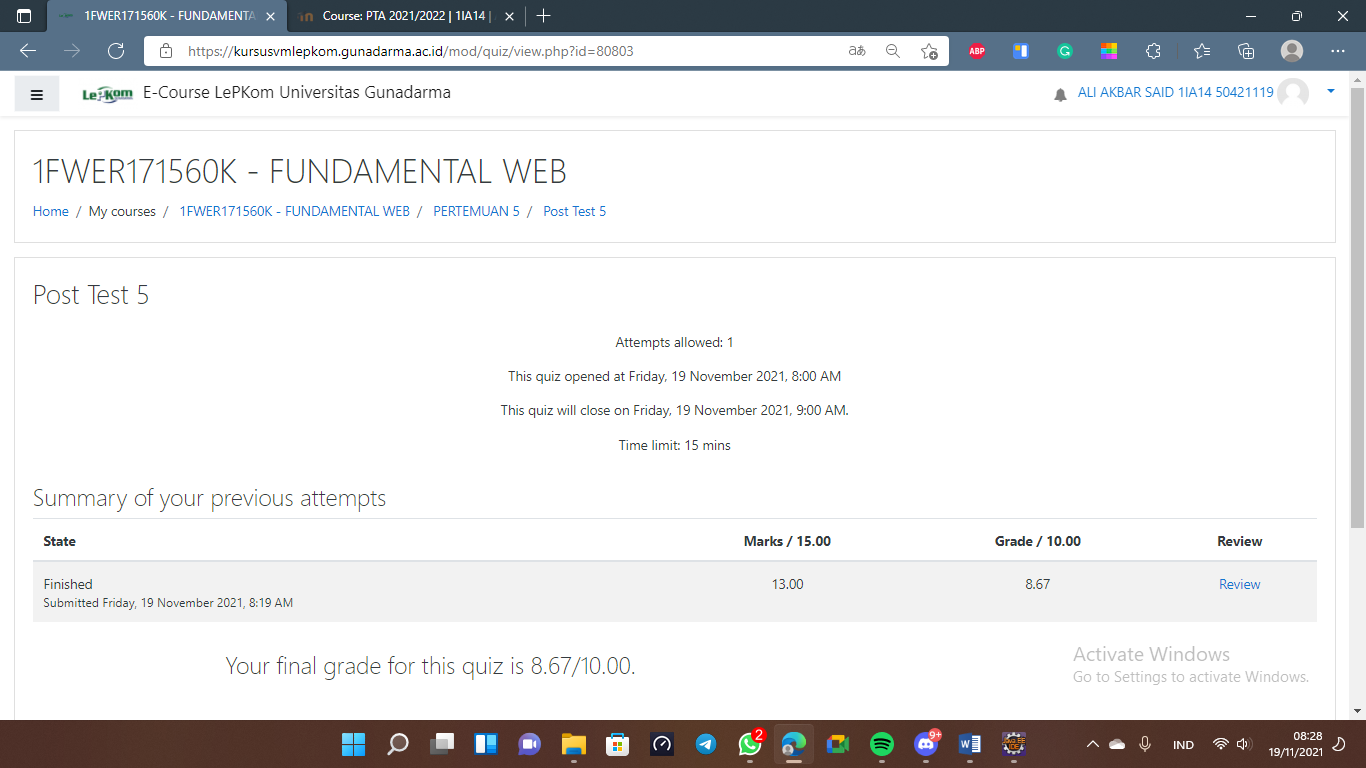 1FWER171560K - FUNDAMENTA
Course: PTA 2021/2022 | 1IA14 |
https://kursusvmlepkom.gunadarma.ac.id/mod/quiz/view.php?id=80803
ABP
LePKom E-Course LePKom Universitas Gunadarma
ALI AKBAR SAID 1IA14 50421119
1FWER171560K - FUNDAMENTAL WEB
Home / My courses / 1FWER171560K - FUNDAMENTAL WEB / PERTEMUAN 5 / Post Test 5
Post Test 5
Attempts allowed: 1
This quiz opened at Friday, 19 November 2021, 8:00 AM
This quiz will close on Friday, 19 November 2021, 9:00 AM.
Time limit: 15 mins
Summary of your previous attempts
State Marks / 15.00 Grade / 10.00 Review
Finished 13.00 8.67 Review
Submitted Friday, 19 November 2021, 8:19 AM
Your final grade for this quiz is 8.67/10.00.
Activate Windows
Go to Settings to activate Windows.
2
9+
IND
08:28
19/11/2021